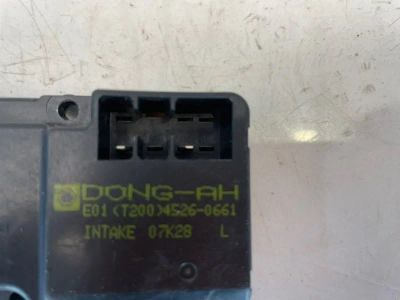 DONG-AH
E01 (T200)4526-0661
INTAKE 07K28 L